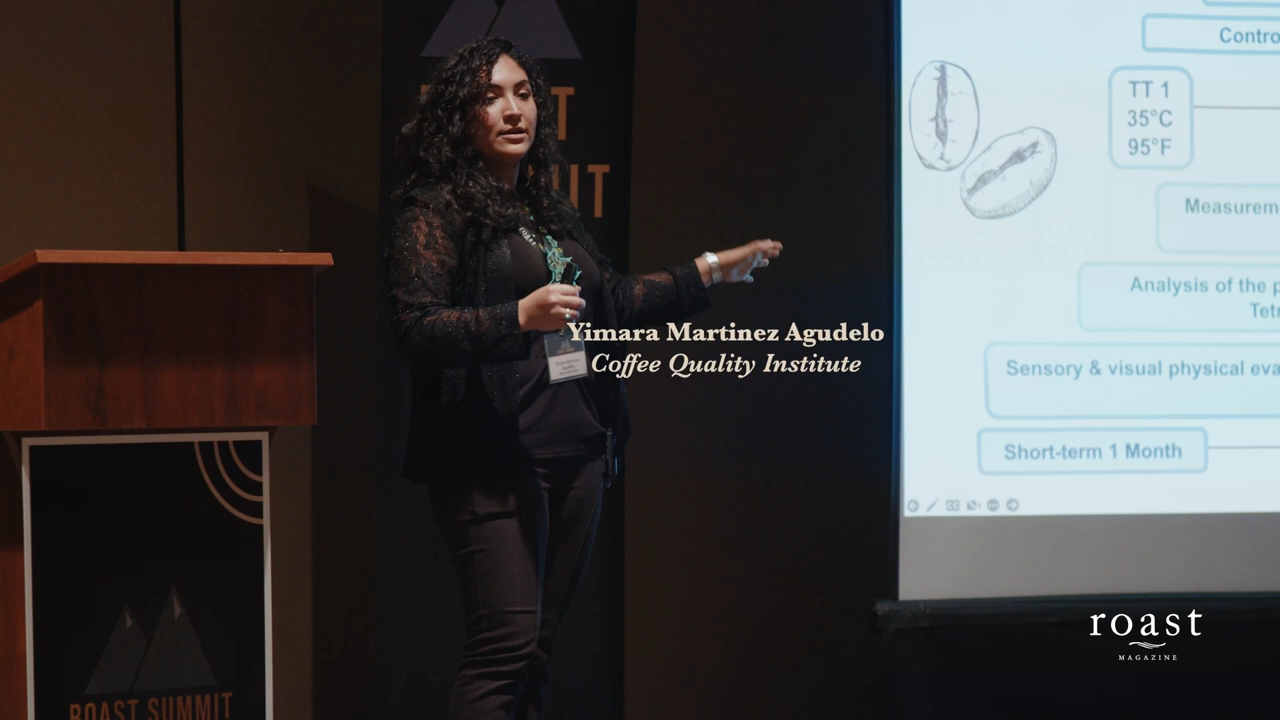 Contro
TT 1
35°C
95°F
Measurem
Analysis of the p
Tetr
Sensory & visual physical eva
Short-term 1 Month
Yimara Martinez Agudelo
Coffee Quality Institute
roast
MAGAZINE
ROAST SUMMIT